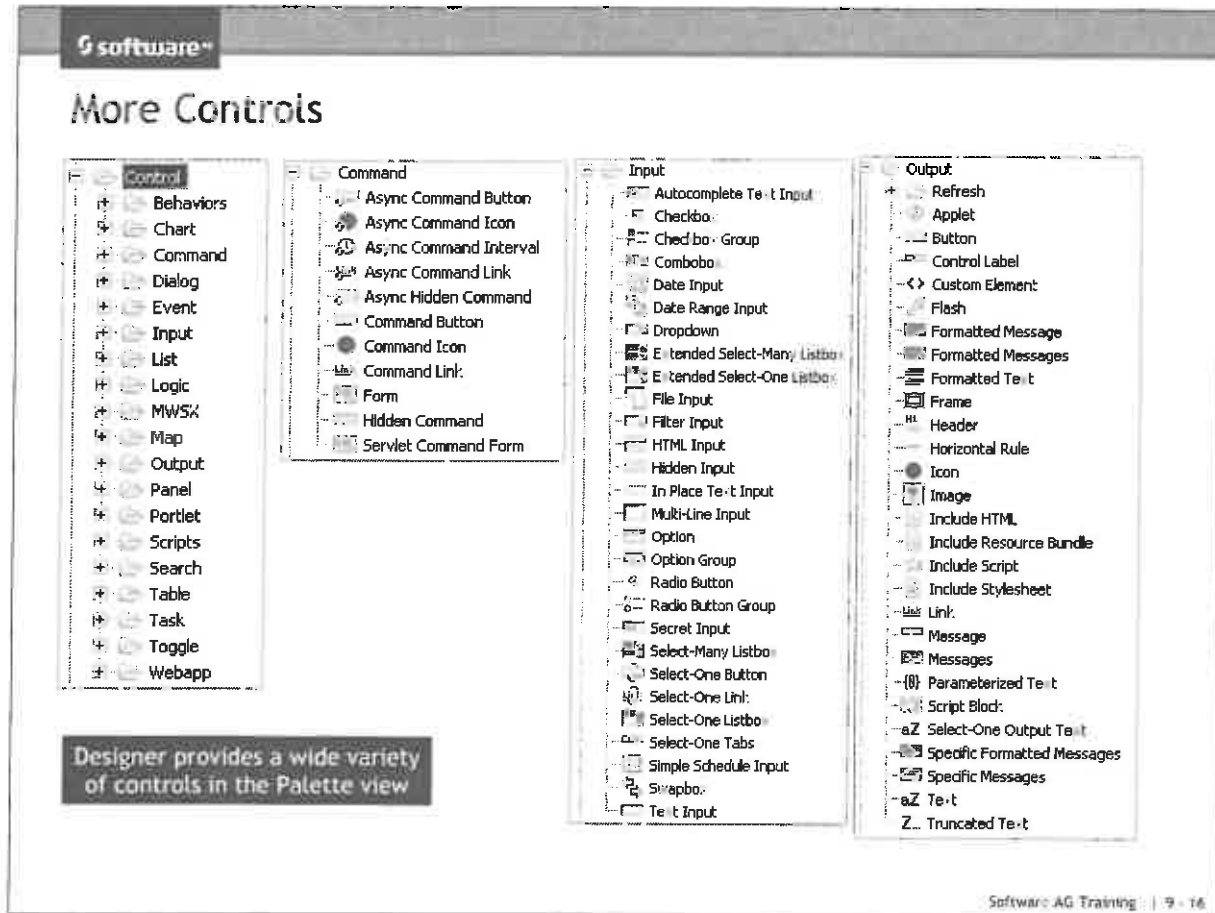 software
More Controls
Control
Behaviors
Chart
Command
Dialog
Event
Input
List
Logic
MWSX
Map
Output
Panel
Portlet
Scripts
Search
Table
Task
Toggle
Webapp
Command
Async Command Button
Async Command Icon
Async Command Interval
Async Command Link
Async Hidden Command
Command Button
Command Icon
Command Link
Form
Hidden Command
Servlet Command Form
Input
Autocomplete Text Input
Checkbox
Checkbox Group
Combobox
Date Input
Date Range Input
Dropdown
Extended Select-Many Listbox
Extended Select-One Listbox
File Input
Filter Input
HTML Input
Hidden Input
In Place Text Input
Multi-Line Input
Option
Option Group
Radio Button
Radio Button Group
Secret Input
Select-Many Listbox
Select-One Button
Select-One Link
Select-One Listbox
Select-One Tabs
Simple Schedule Input
Swapbox
Text Input
Output
Refresh
Applet
Button
Control Label
Custom Element
Flash
Formatted Message
Formatted Messages
Formatted Text
Frame
Header
Horizontal Rule
Icon
Image
Include HTML
Include Resource Bundle
Include Script
Include Stylesheet
Link
Message
Messages
Parameterized Text
Script Block
Select-One Output Text
Specific Formatted Messages
Specific Messages
Text
Truncated Text
Designer provides a wide variety
of controls in the Palette view
Software AG Training | 9 - 16